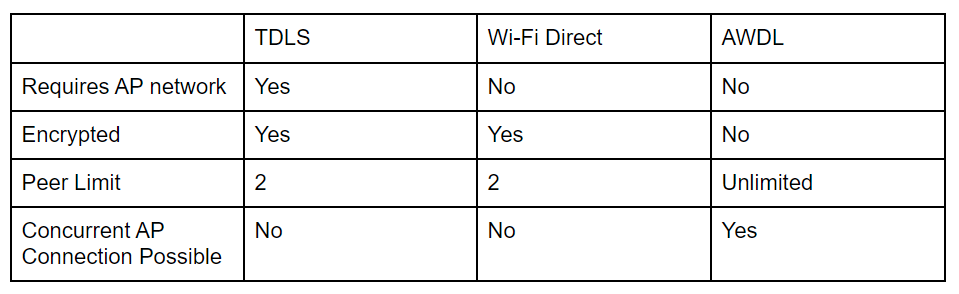 TDLS Wi-Fi Direct AWDL
Requires AP network Yes No No
Encrypted Yes Yes No
Peer Limit 2 2 Unlimited
Concurrent AP No No Yes
Connection Possible